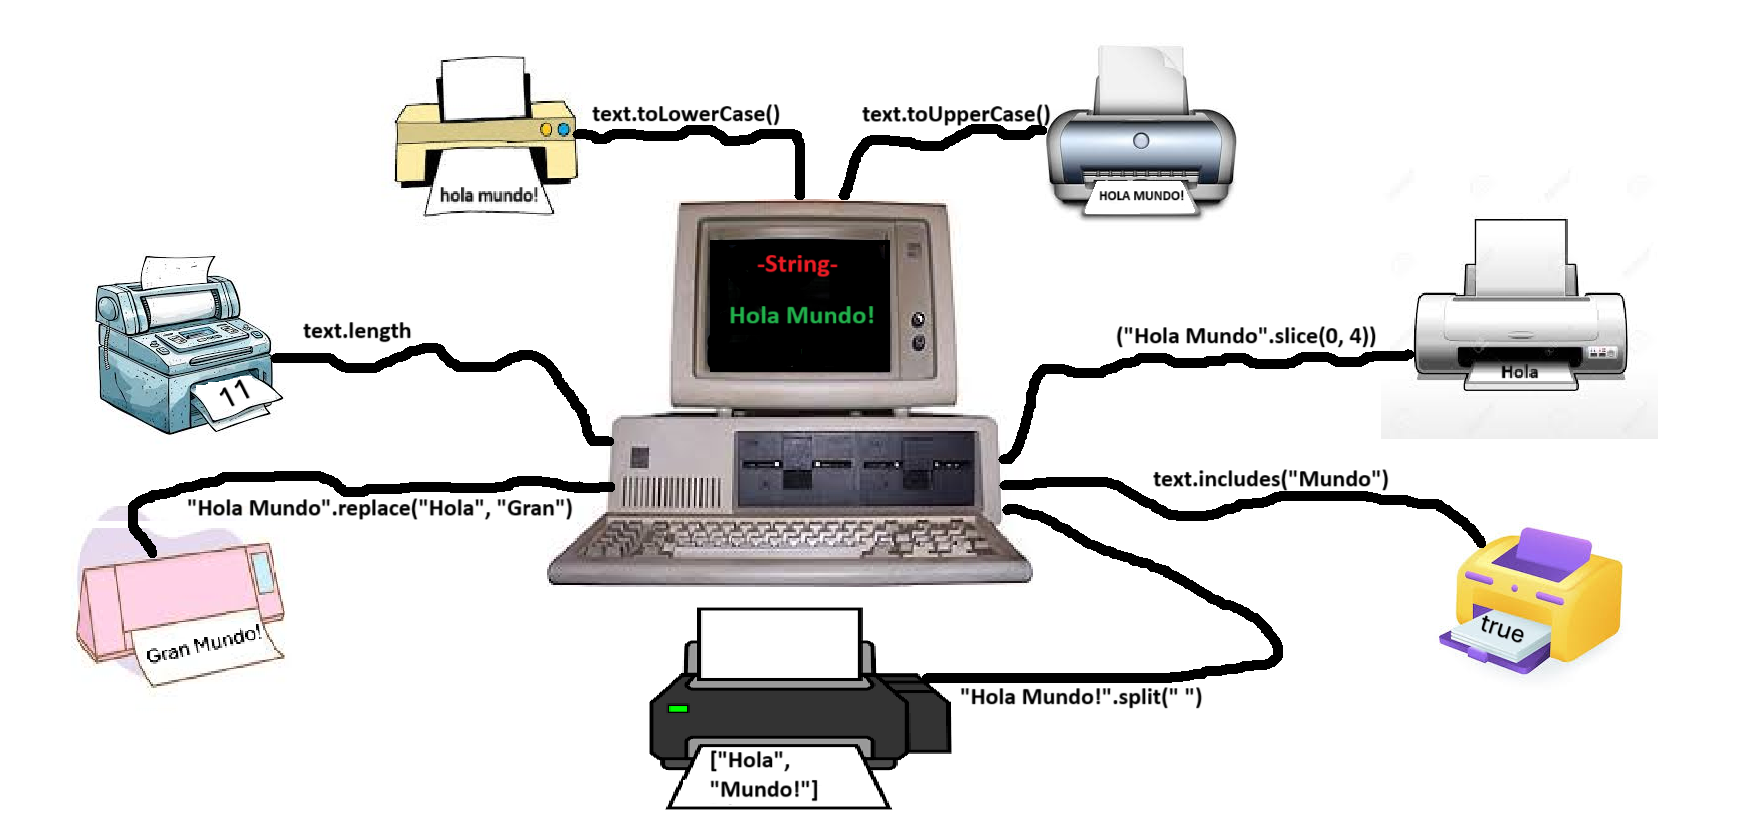 text.toLowerCase()
text.toUpperCase()
hola mundo!
HOLA MUNDO!
-String-
Hola Mundo!
text.length
11
("Hola Mundo".slice(0, 4))
Hola
"Hola Mundo".replace("Hola", "Gran")
Gran Mundo!
text.includes("Mundo")
true
"Hola Mundo!".split(" ")
["Hola",
"Mundo!"]